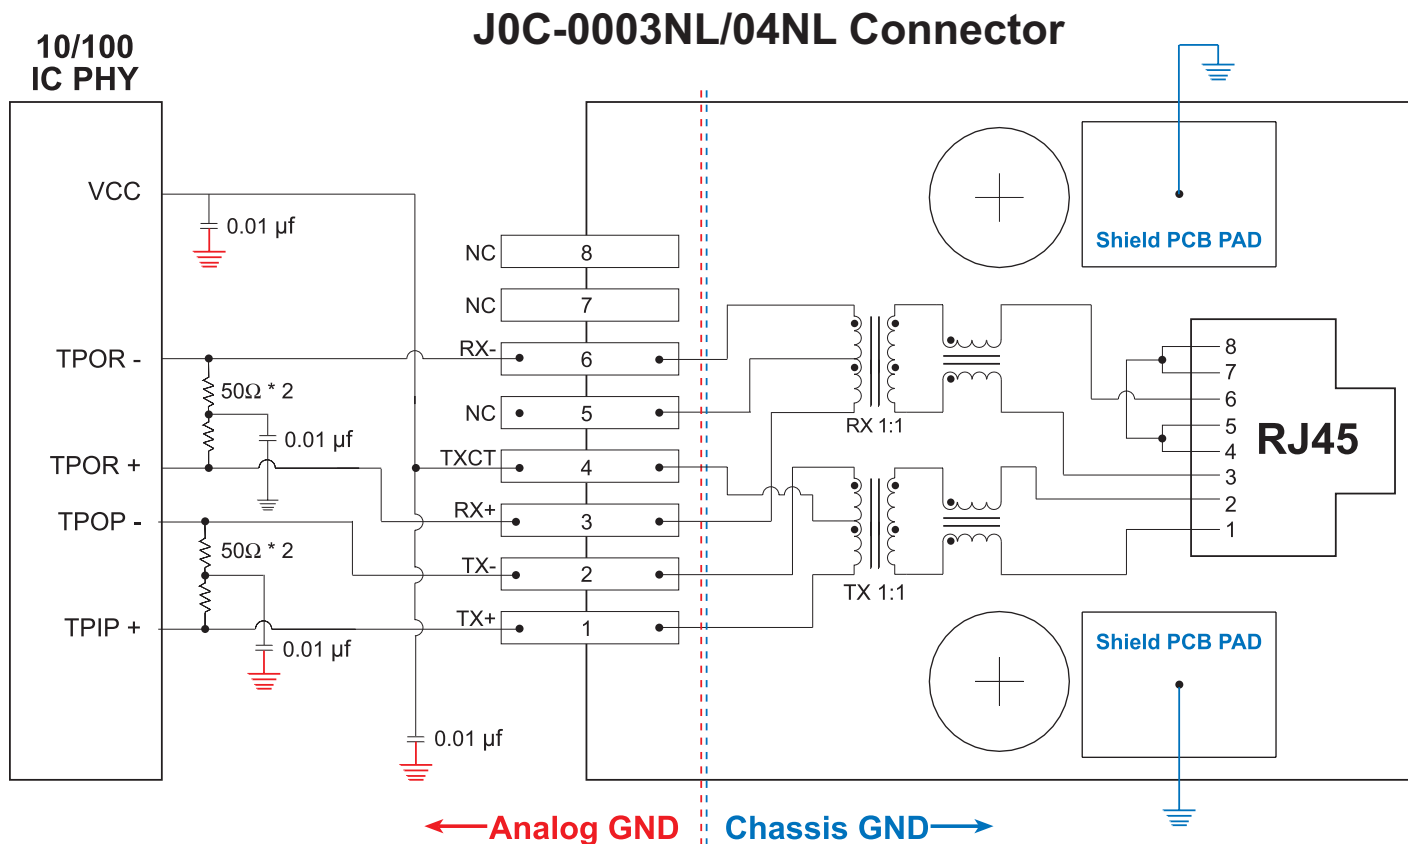 J0C-0003NL/04NL Connector
10/100
IC PHY
VCC
0.01 µf
Shield PCB PAD
NC
8
NC
7
TPOR -
RX-
6
50Ω * 2
NC
5
0.01 µf
TPOR +
TXCT
4
RX 1:1
TPOP -
RX+
3
50Ω * 2
TX-
2
TX 1:1
TPIP +
TX+
1
0.01 µf
8
7
6
5
4
3
2
1
RJ45
Shield PCB PAD
0.01 µf
Analog GND
Chassis GND